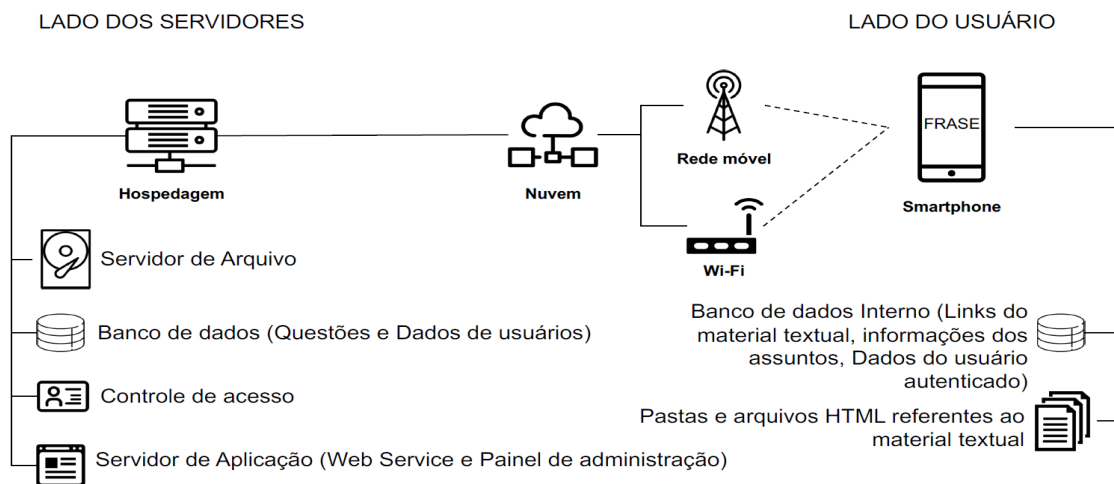 LADO DOS SERVIDORES
LADO DO USUÁRIO
FRASE
Rede móvel
Hospedagem
Nuvem
Smartphone
Wi-Fi
Servidor de Arquivo
Banco de dados (Questões e Dados de usuários)
Controle de acesso
Servidor de Aplicação (Web Service e Painel de administração)
Banco de dados Interno (Links do
material textual, informações dos
assuntos, Dados do usuário
autenticado)
Pastas e arquivos HTML referentes ao
material textual